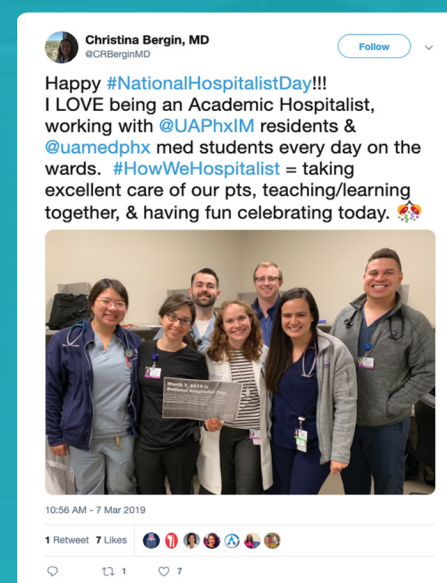 Christina Bergin, MD
@CRBerginMD
Follow
Happy #NationalHospitalistDay!!!
I LOVE being an Academic Hospitalist,
working with @UAPhxIM residents &
@uamedphx med students every day on the
wards. #HowWeHospitalist = taking
excellent care of our pts, teaching/learning
together, & having fun celebrating today.
March 7, 2019 is
National Hospitalist Day
10:56 AM - 7 Mar 2019
1 Retweet 7 Likes
1
7